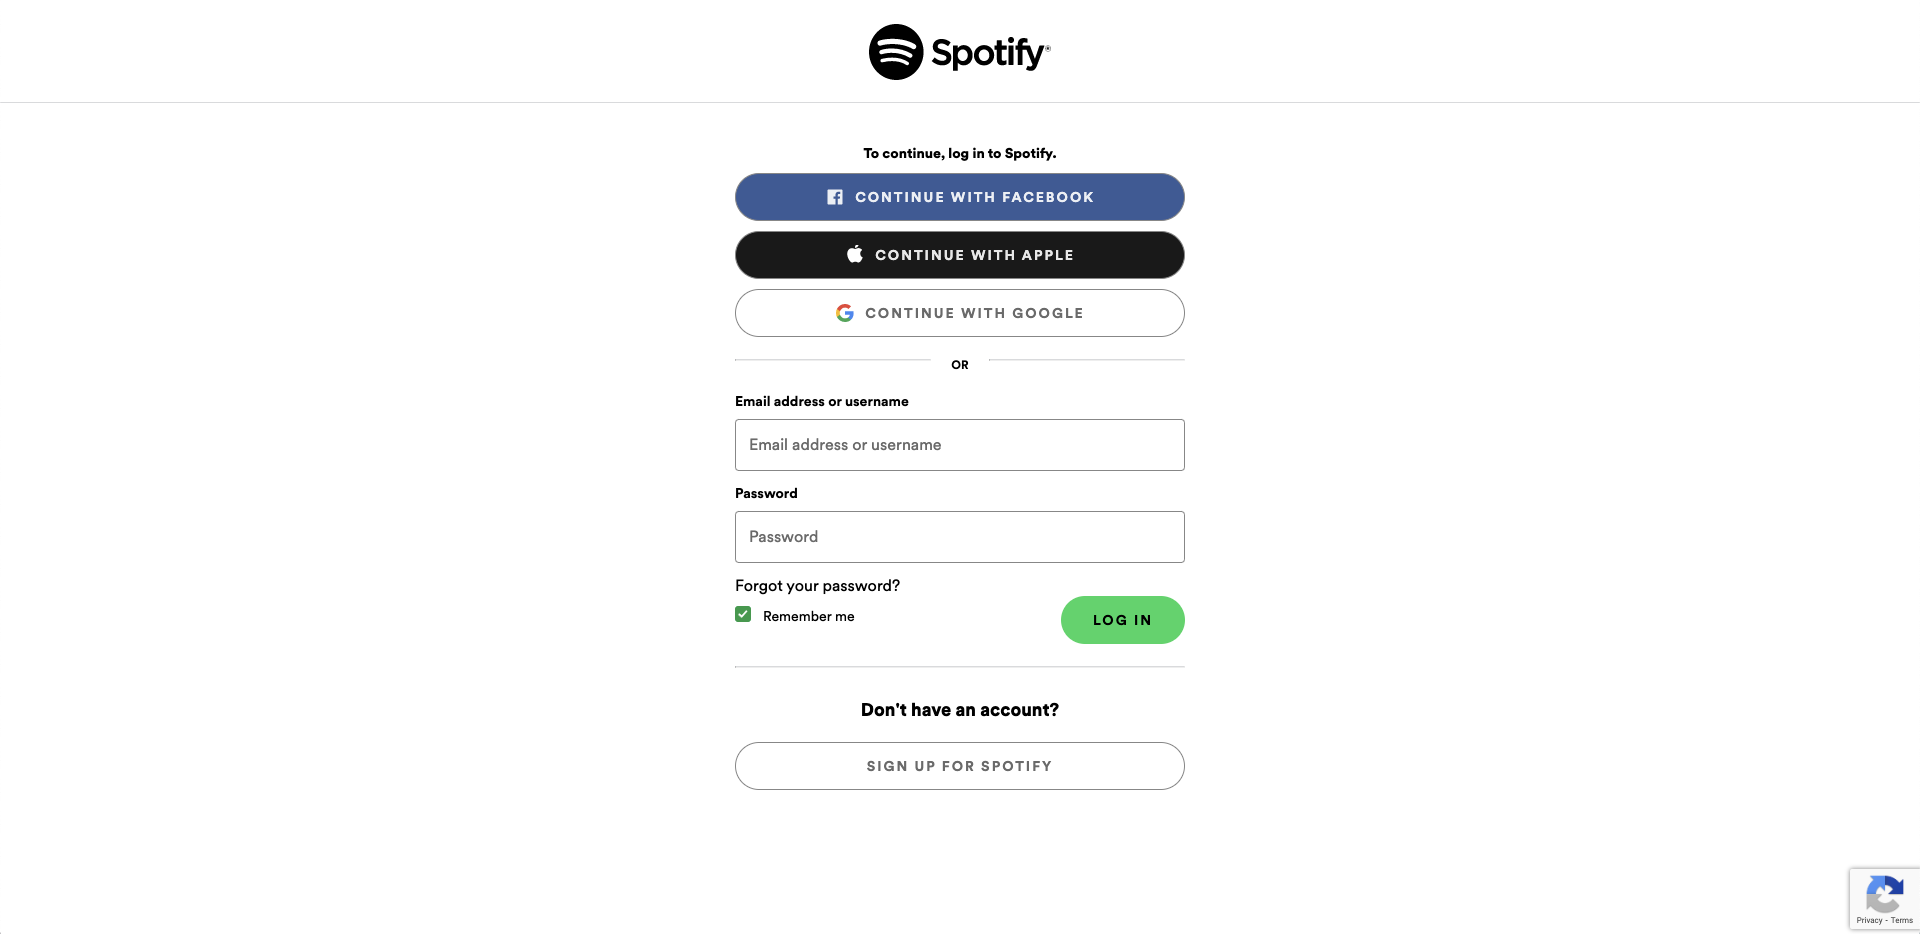 Spotify®
To continue, log in to Spotify.
CONTINUE WITH FACEBOOK
CONTINUE WITH APPLE
CONTINUE WITH GOOGLE
OR
Email address or username
Email address or username
Password
Password
Forgot your password?
Remember me
LOG IN
Don't have an account?
SIGN UP FOR SPOTIFY
Privacy - Terms